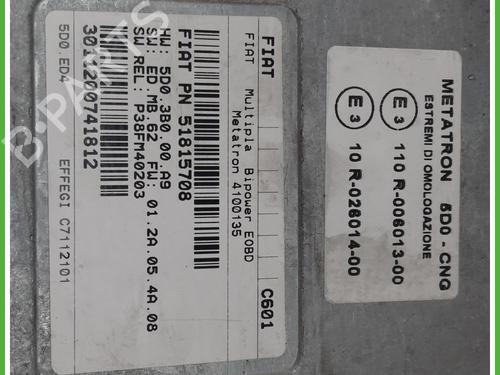 FIAT C601
FIAT Multipla Bipower EOBD
Metatron 4100135
FIAT PN 51815708
HW: 5D0.3B0.00.A9
SW: ED.MB.62 FW: 01.2A.05.4A.08
SW REL: P38FM40203
30111200741812
5D0.ED4 EFFEGI C7112101
METATRON 5D0 - CNG
ESTREMI DI OMOLOGAZIONE
E3 110 R-006013-00
E3 10 R-026014-00
B-PARTS